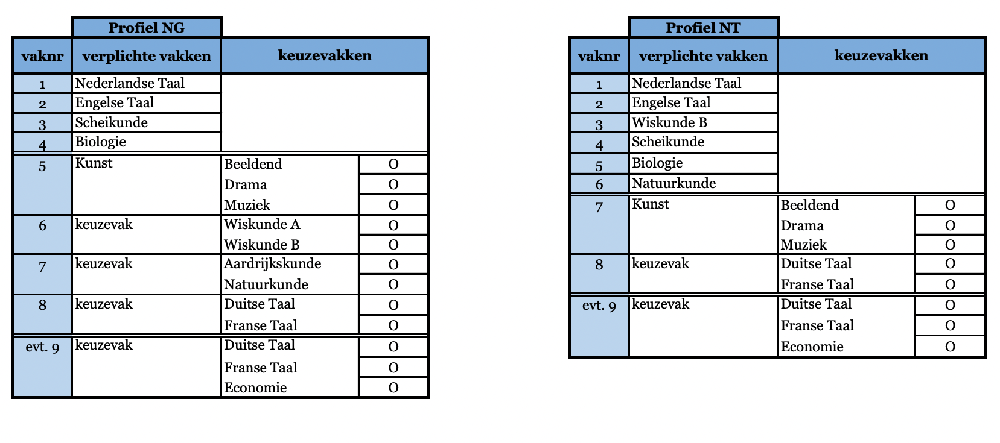 Profiel NG
vaknr verplichte vakken keuzevakken
1 Nederlandse Taal
2 Engelse Taal
3 Scheikunde
4 Biologie
5 Kunst Beeldend O
Drama O
Muziek O
6 keuzevak Wiskunde A O
Wiskunde B O
7 keuzevak Aardrijkskunde O
Natuurkunde O
8 keuzevak Duitse Taal O
Franse Taal O
evt. 9 keuzevak Duitse Taal O
Franse Taal O
Economie O
Profiel NT
vaknr verplichte vakken keuzevakken
1 Nederlandse Taal
2 Engelse Taal
3 Wiskunde B
4 Scheikunde
5 Biologie
6 Natuurkunde
7 Kunst Beeldend O
Drama O
Muziek O
8 keuzevak Duitse Taal O
Franse Taal O
evt. 9 keuzevak Duitse Taal O
Franse Taal O
Economie O